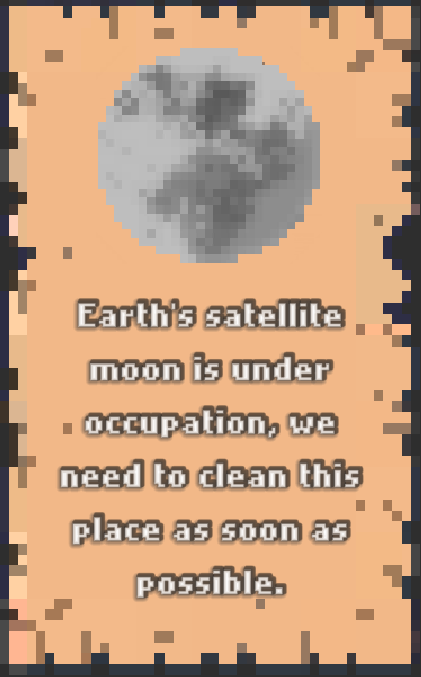 Earth's satellite
moon is under
occupation, we
need to clean this
place as soon as
possible.